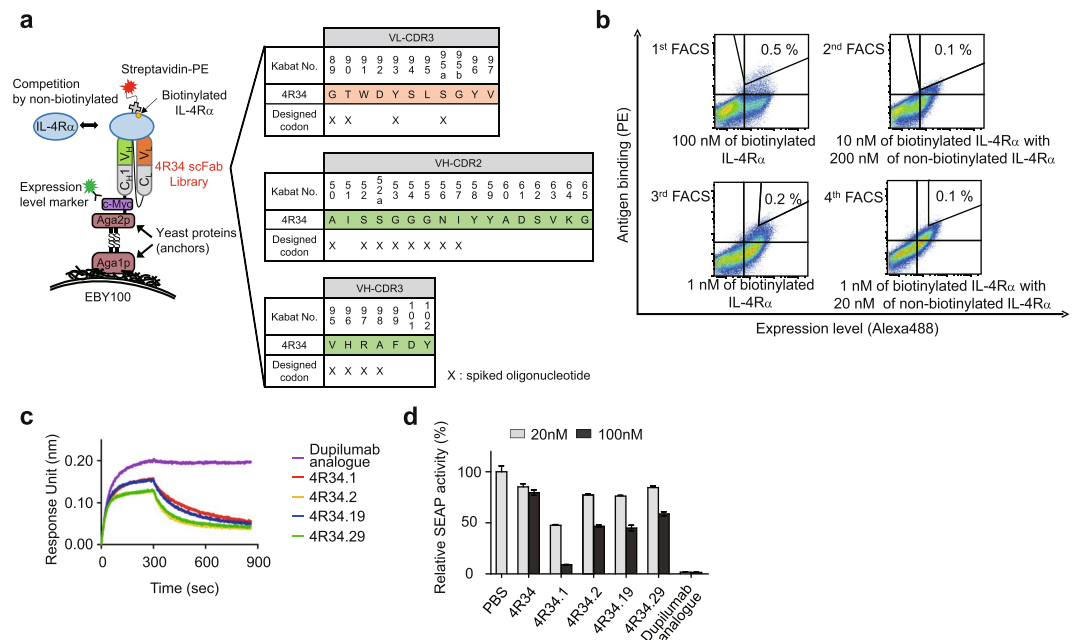 a
Competition
by non-biotinylated
IL-4Rα
Streptavidin-PE
Biotinylated
IL-4Rα
VH
VL
CH1
CL
4R34 scFab
Library
Expression
level marker
c-Myc
Aga2p
Aga1p
Yeast proteins
(anchors)
EBY100
VL-CDR3
Kabat No. 89 90 91 92 93 94 95 95a 95b 96 97
4R34 G T W D Y S L S G Y V
Designed codon X X X X
VH-CDR2
Kabat No. 50 51 52 52a 53 54 55 56 57 58 59 60 61 62 63 64 65
4R34 A I S S G G G N I Y Y A D S V K G
Designed codon X X X X X X X X
VH-CDR3
Kabat No. 95 96 97 98 99 101 102
4R34 V H R A F D Y
Designed codon X X X X
X : spiked oligonucleotide
b
Antigen binding (PE)
1st FACS
0.5 %
100 nM of biotinylated
IL-4Rα
2nd FACS
0.1 %
10 nM of biotinylated IL-4Rα with
200 nM of non-biotinylated IL-4Rα
3rd FACS
0.2 %
1 nM of biotinylated
IL-4Rα
4th FACS
0.1 %
1 nM of biotinylated IL-4Rα with
20 nM of non-biotinylated IL-4Rα
Expression level (Alexa488)
c
Response Unit (nm)
0.20
0.10
0.00
0 300 600 900
Time (sec)
Dupilumab
analogue
4R34.1
4R34.2
4R34.19
4R34.29
d
Relative SEAP activity (%)
20nM 100nM
100
50
0
PBS
4R34
4R34.1
4R34.2
4R34.19
4R34.29
Dupilumab
analogue